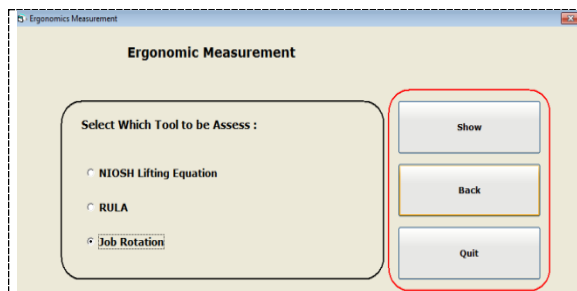 Ergonomics Measurement
Ergonomic Measurement
Select Which Tool to be Assess :
NIOSH Lifting Equation
RULA
Job Rotation
Show
Back
Quit